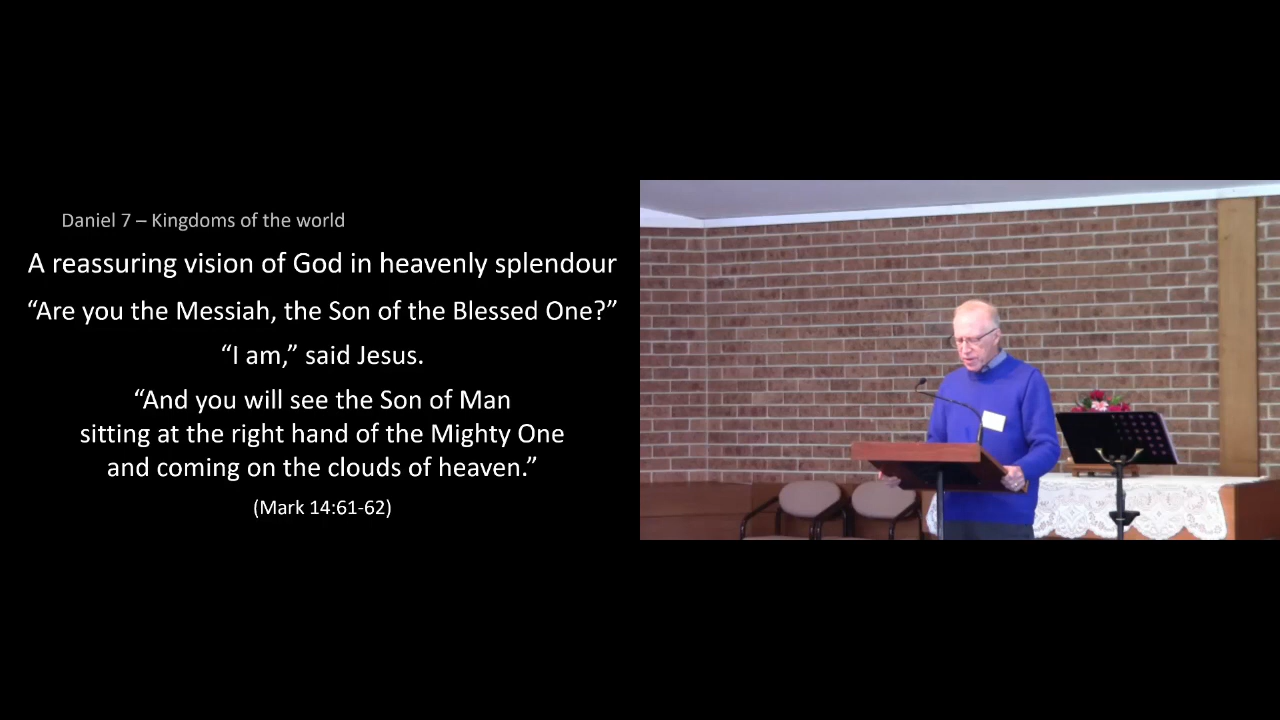 Daniel 7 – Kingdoms of the world
A reassuring vision of God in heavenly splendour
“Are you the Messiah, the Son of the Blessed One?”
“I am,” said Jesus.
“And you will see the Son of Man
sitting at the right hand of the Mighty One
and coming on the clouds of heaven.”
(Mark 14:61-62)